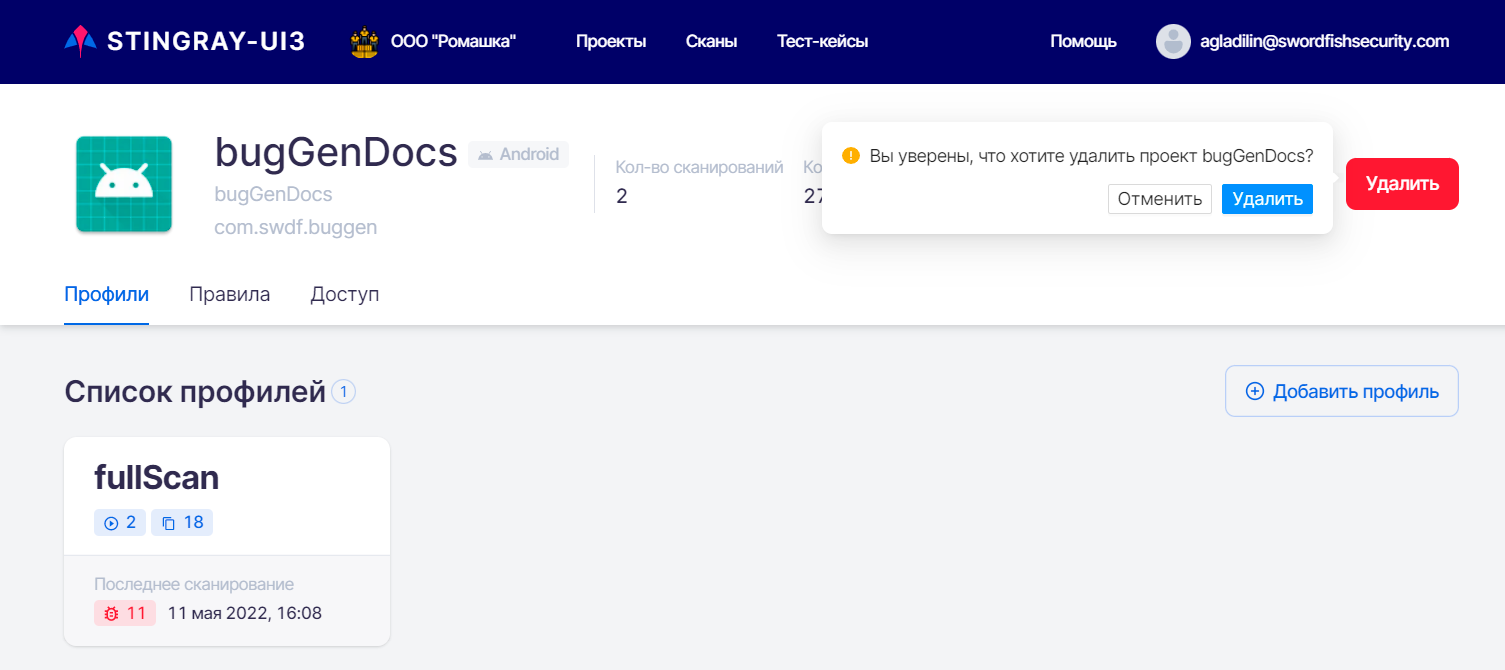 STINGRAY-UI3 ООО "Ромашка" Проекты Сканы Тест-кейсы Помощь agladilin@swordfishsecurity.com
bugGenDocs Android
bugGenDocs
com.swdf.buggen
Кол-во сканирований
2
Ко
27
Вы уверены, что хотите удалить проект bugGenDocs?
Отменить Удалить
Удалить
Профили Правила Доступ
Список профилей 1
Добавить профиль
fullScan
2 18
Последнее сканирование
11 11 мая 2022, 16:08